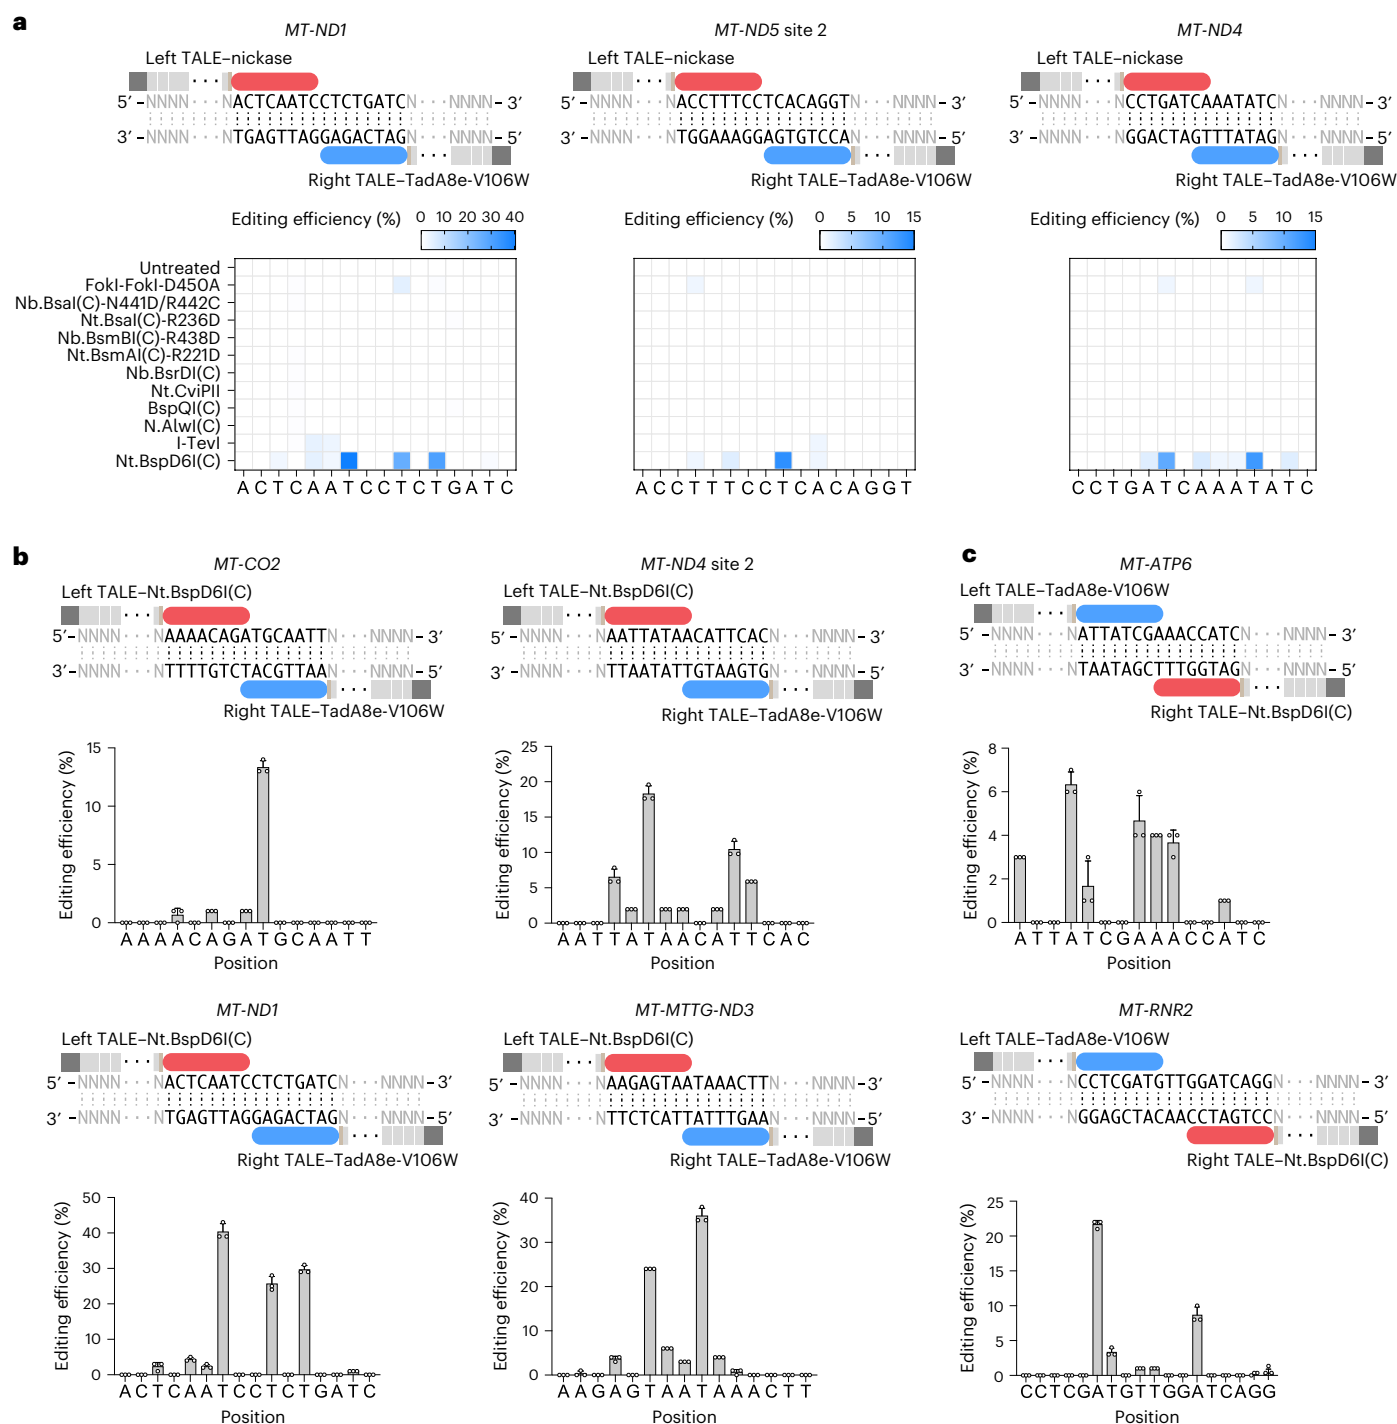 a
MT-ND1
Left TALE–nickase
5′ –NNNN · · · NACTCAATCCTCTGATCN · · · NNNN – 3′
3′ –NNNN · · · NTGAGTTAGGAGACTAGN · · · NNNN –5′
Right TALE–TadA8e-V106W
MT-ND5 site 2
Left TALE–nickase
5′ –NNNN · · · NACCTTTCCTCACAGGTN · · · NNNN – 3′
3′ –NNNN · · · NTGGAAAGGAGTGTCCAN · · · NNNN –5′
Right TALE–TadA8e-V106W
MT-ND4
Left TALE–nickase
5′ –NNNN · · · NCCTGATCAAATATCN · · · NNNN – 3′
3′ –NNNN · · · NGGACTAGTTTATAGN · · · NNNN –5′
Right TALE–TadA8e-V106W
Editing efficiency (%)
0 10 20 30 40
Editing efficiency (%)
0 5 10 15
Editing efficiency (%)
0 5 10 15
Untreated
FokI-FokI-D450A
Nb.BsaI(C)-N441D/R442C
Nt.BsaI(C)-R236D
Nb.BsmBI(C)-R438D
Nt.BsmAI(C)-R221D
Nb.BsrDI(C)
Nt.CviPII
BspQI(C)
N.AlwI(C)
I-TevI
Nt.BspD6I(C)
A C T C A A T C C T C T G A T C
A C C T T T C C T C A C A G G T
C C T G A T C A A A T A T C
b
MT-CO2
Left TALE–Nt.BspD6I(C)
5′–NNNN · · · NAAAACAGATGCAATTN · · · NNNN – 3′
3′ –NNNN · · · NTTTTGTCTACGTTAAN · · · NNNN –5′
Right TALE–TadA8e-V106W
Editing efficiency (%)
15
10
5
0
A A A A C A G A T G C A A T T
Position
MT-ND4 site 2
Left TALE–Nt.BspD6I(C)
5′ –NNNN · · · NAATTATAACATTCACN · · · NNNN – 3′
3′ –NNNN · · · NTTAATATTGTAAGTGN · · · NNNN –5′
Right TALE–TadA8e-V106W
Editing efficiency (%)
25
20
15
10
5
0
A A T T A T A A C A T T C A C
Position
c
MT-ATP6
Left TALE–TadA8e-V106W
5′ –NNNN · · · NATTATCGAAACCATCN · · · NNNN– 3′
3′ –NNNN · · · NTAATAGCTTTGGTAGN · · · NNNN –5′
Right TALE–Nt.BspD6I(C)
Editing efficiency (%)
8
6
4
2
0
A T T A T C G A A A C C A T C
Position
MT-ND1
Left TALE–Nt.BspD6I(C)
5′ –NNNN · · · NACTCAATCCTCTGATCN · · · NNNN– 3′
3′ –NNNN · · · NTGAGTTAGGAGACTAGN · · · NNNN –5′
Right TALE–TadA8e-V106W
Editing efficiency (%)
50
40
30
20
10
0
A C T C A A T C C T C T G A T C
Position
MT-MTTG-ND3
Left TALE–Nt.BspD6I(C)
5′ –NNNN · · · NAAGAGTAATAAACTTN · · · NNNN – 3′
3′ –NNNN · · · NTTCTCATTATTTGAAN · · · NNNN –5′
Right TALE–TadA8e-V106W
Editing efficiency (%)
40
30
20
10
0
A A G A G T A A T A A A C T T
Position
MT-RNR2
Left TALE–TadA8e-V106W
5′ –NNNN · · · NCCTCGATGTTGGATCAGGN · · · NNNN – 3′
3′ –NNNN · · · NGGAGCTACAACCTAGTCCN · · · NNNN –5′
Right TALE–Nt.BspD6I(C)
Editing efficiency (%)
25
20
15
10
5
0
C C T C G A T G T T G G A T C A G G
Position